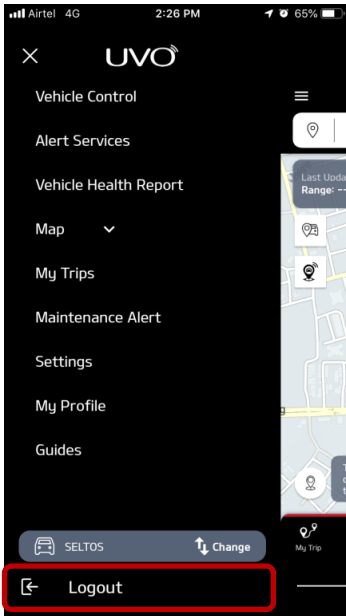 Airtel 4G 2:26 PM 65%
UVO
Vehicle Control
Alert Services
Vehicle Health Report
Map
My Trips
Maintenance Alert
Settings
My Profile
Guides
SELTOS Change
Logout
Last Upda
Range: --
My Trip